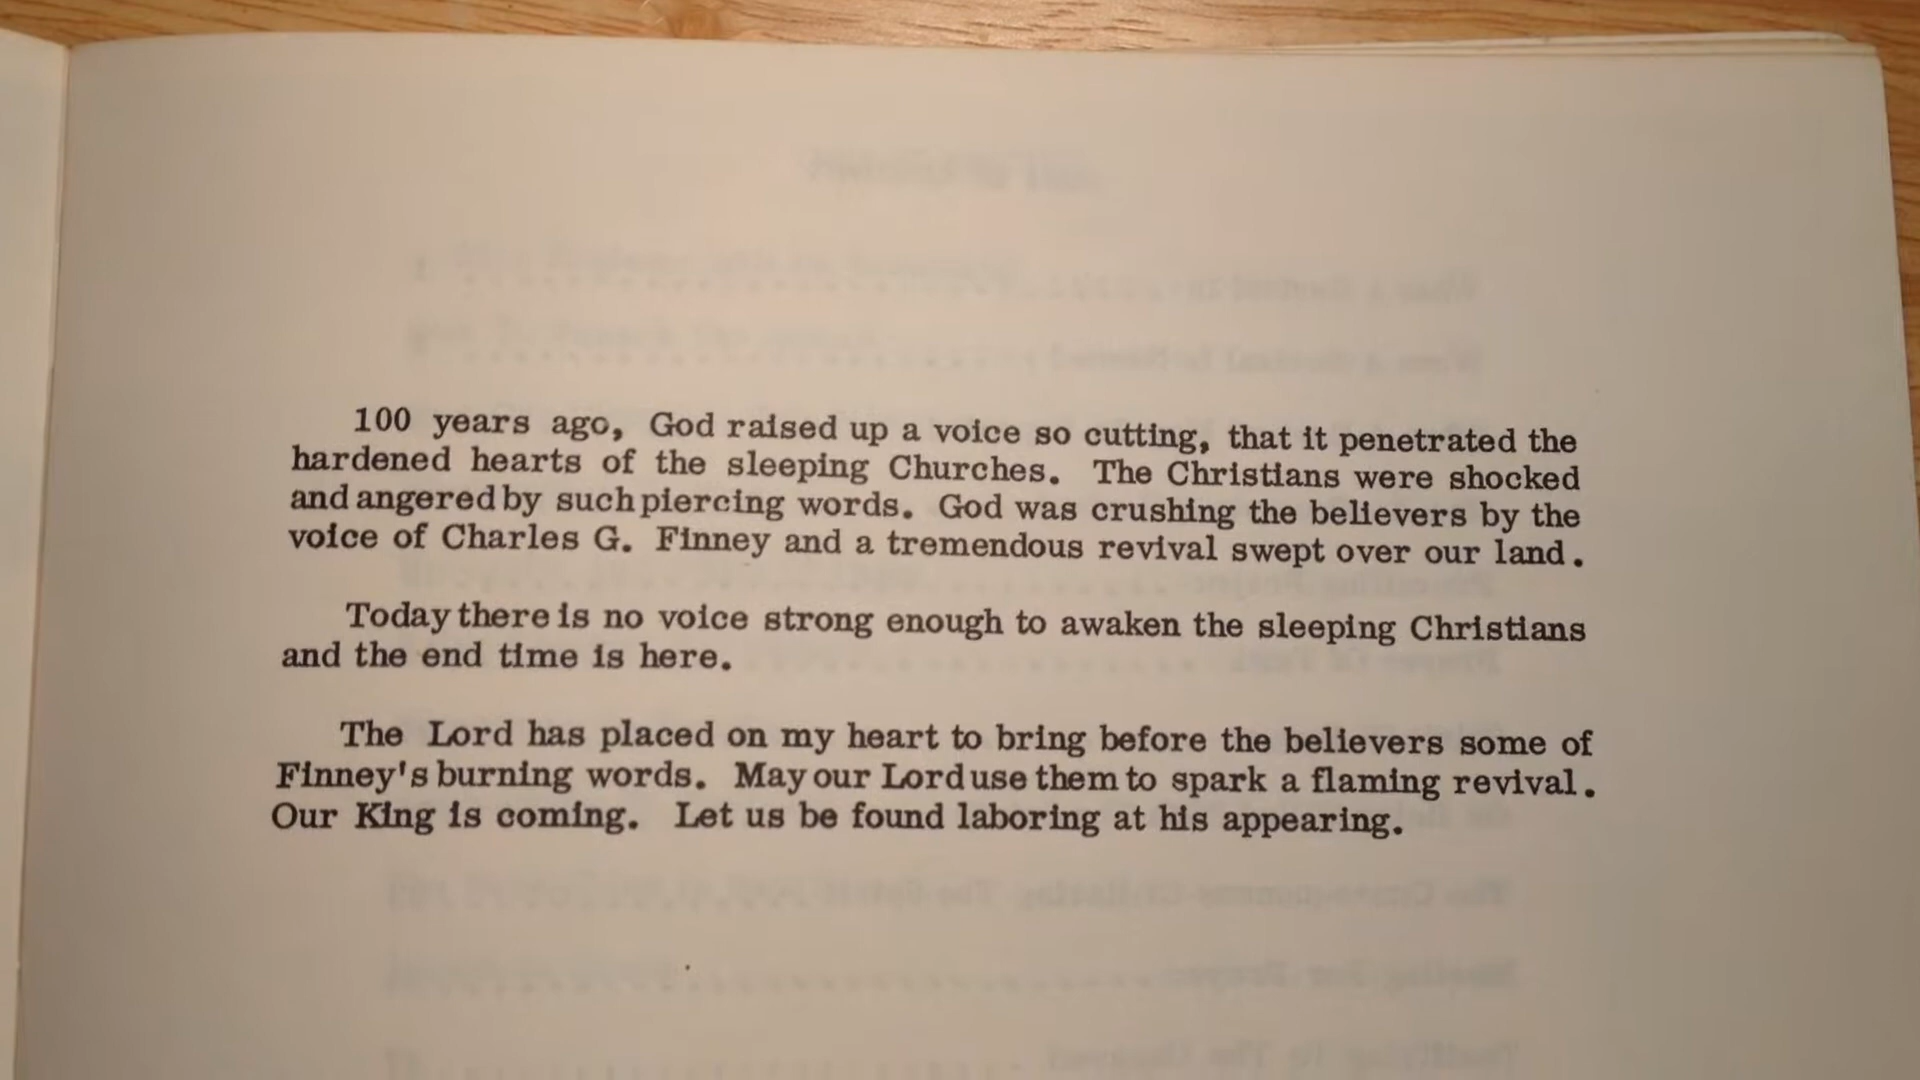 100 years ago, God raised up a voice so cutting, that it penetrated the
hardened hearts of the sleeping Churches. The Christians were shocked
and angered by such piercing words. God was crushing the believers by the
voice of Charles G. Finney and a tremendous revival swept over our land.
Today there is no voice strong enough to awaken the sleeping Christians
and the end time is here.
The Lord has placed on my heart to bring before the believers some of
Finney's burning words. May our Lord use them to spark a flaming revival.
Our King is coming. Let us be found laboring at his appearing.